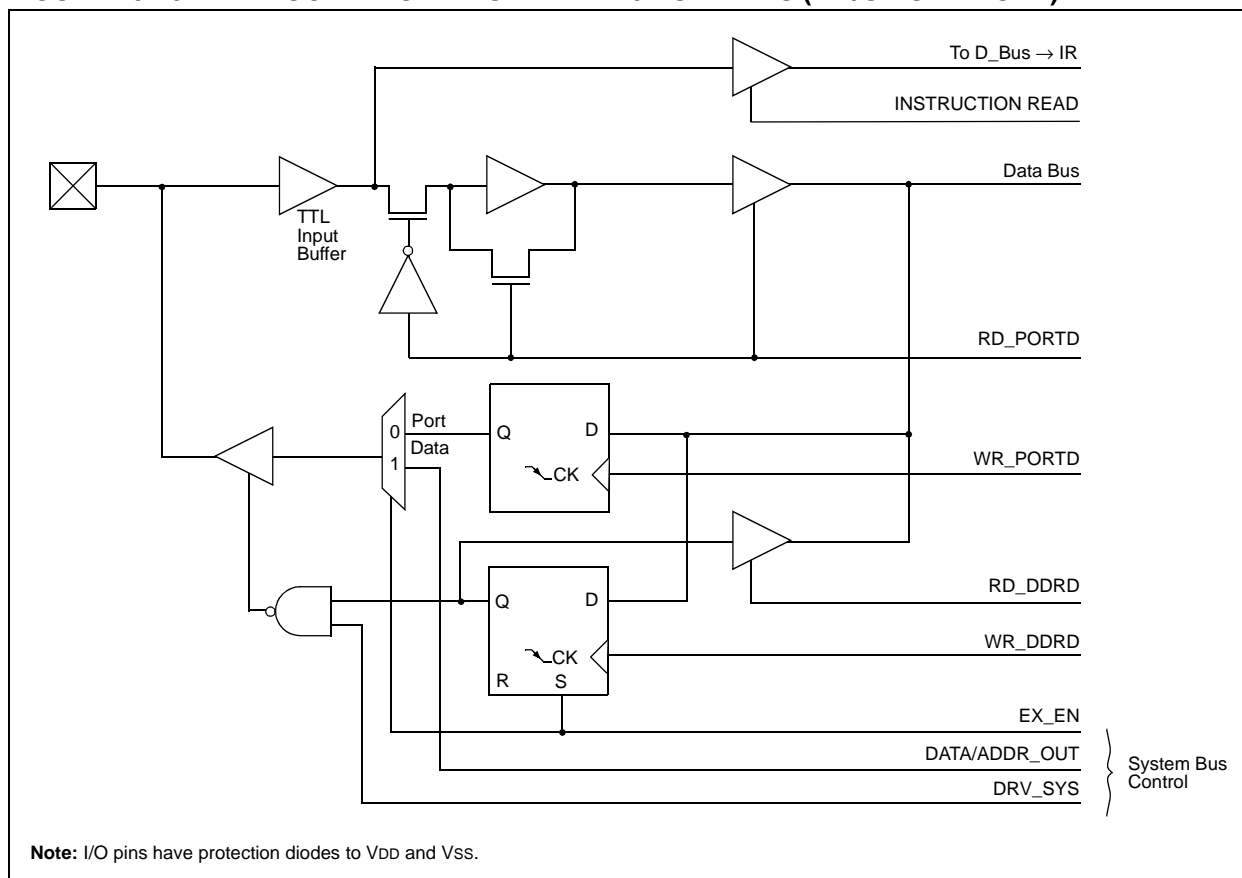 To D_Bus → IR
INSTRUCTION READ
Data Bus
TTL
Input
Buffer
RD_PORTD
0
Port
Data
1
Q
D
CK
WR_PORTD
RD_DDRD
Q
D
WR_DDRD
CK
R
S
EX_EN
DATA/ADDR_OUT
DRV_SYS
System Bus
Control
Note: I/O pins have protection diodes to VDD and VSS.